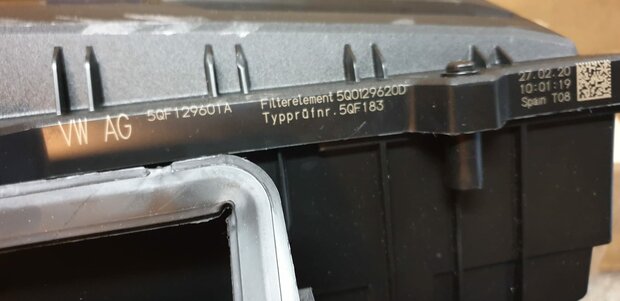 VW AG 5QF129601A Filterelement 5Q0129620D
Typprüfnr. 5QF183
27.02.20
10:01:19
Spain T08